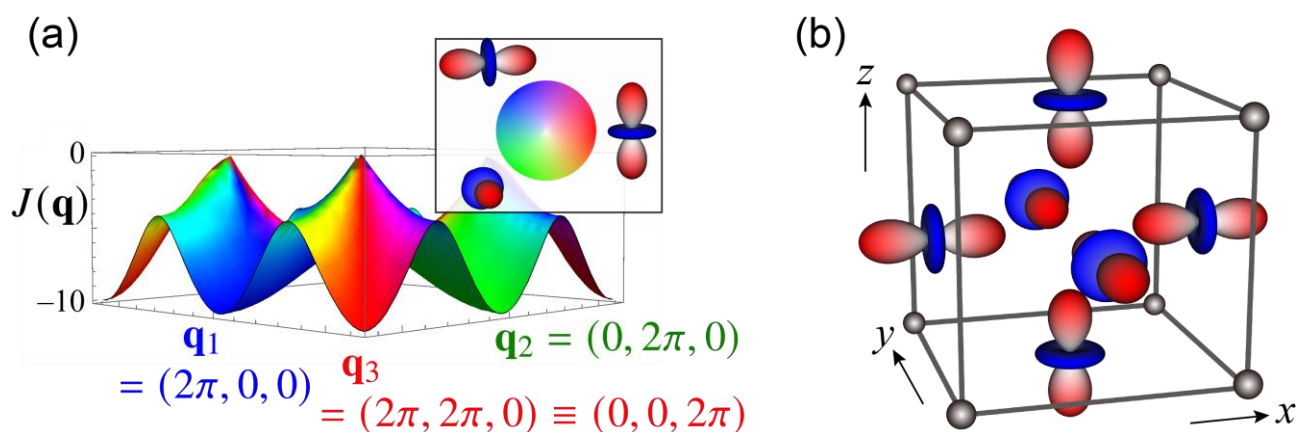 (a)
0
J(q)
−10
q₁
= (2π, 0, 0)
q₂ = (0, 2π, 0)
q₃
= (2π, 2π, 0) ≡ (0, 0, 2π)
(b)
z
y
x